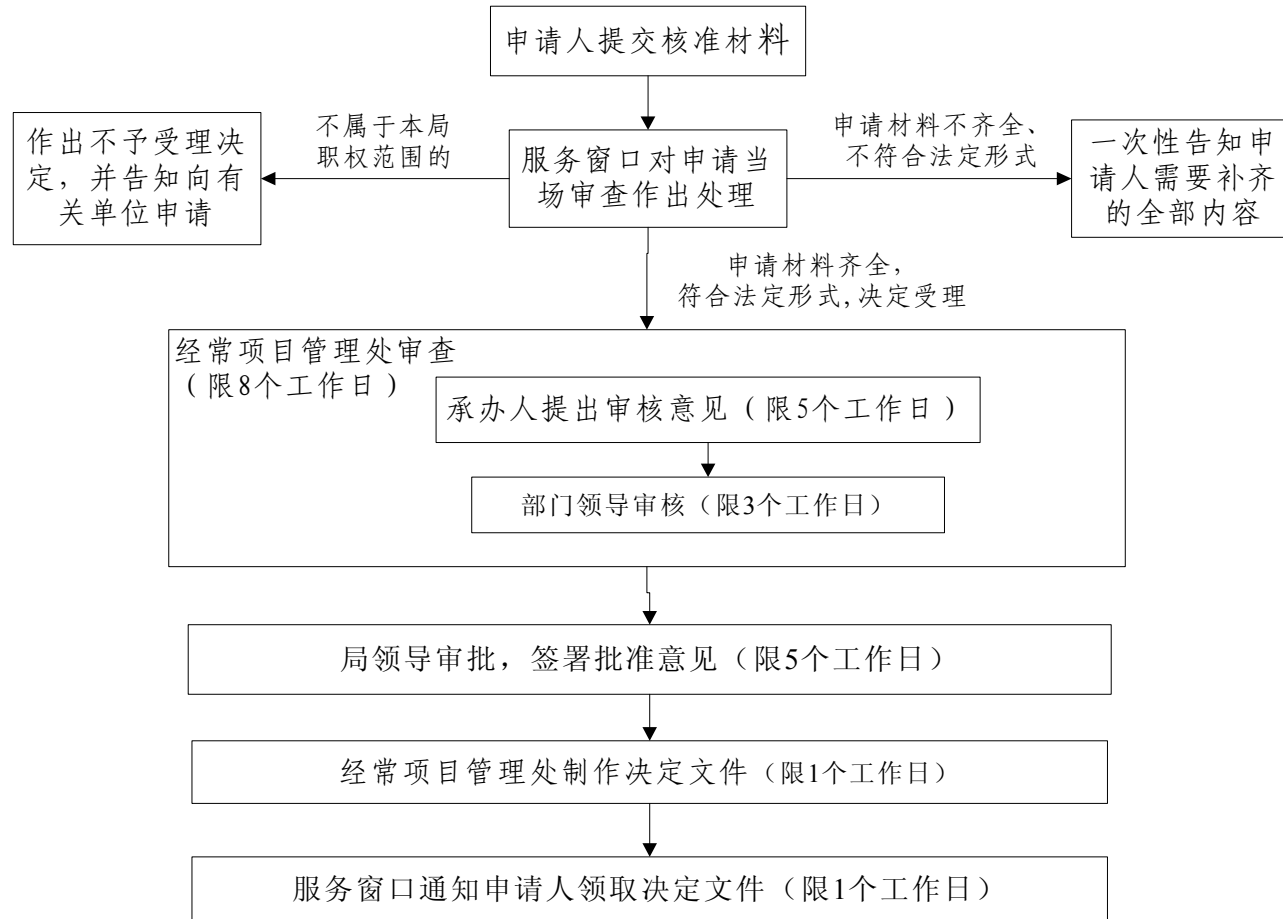 申请人提交核准材料
不属于本局
职权范围的
申请材料不齐全、
不符合法定形式
作出不予受理决
定，并告知向有
关单位申请
服务窗口对申请当
场审查作出处理
一次性告知申
请人需要补齐
的全部内容
申请材料齐全，
符合法定形式,决定受理
经常项目管理处审查
（限8个工作日）
承办人提出审核意见（限5个工作日）
部门领导审核（限3个工作日）
局领导审批，签署批准意见（限5个工作日）
经常项目管理处制作决定文件（限1个工作日）
服务窗口通知申请人领取决定文件（限1个工作日）